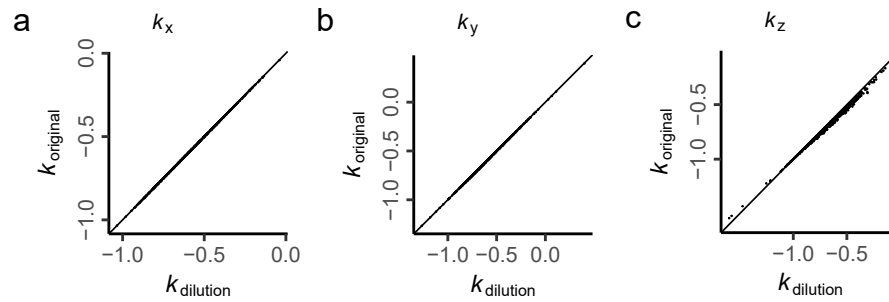 a
k_x
k_original
0.0
−0.5
−1.0
−1.0 −0.5 0.0
k_dilution
b
k_y
k_original
0.0
−0.5
−1.0
−1.0 −0.5 0.0
k_dilution
c
k_z
k_original
−0.5
−1.0
−1.0 −0.5
k_dilution